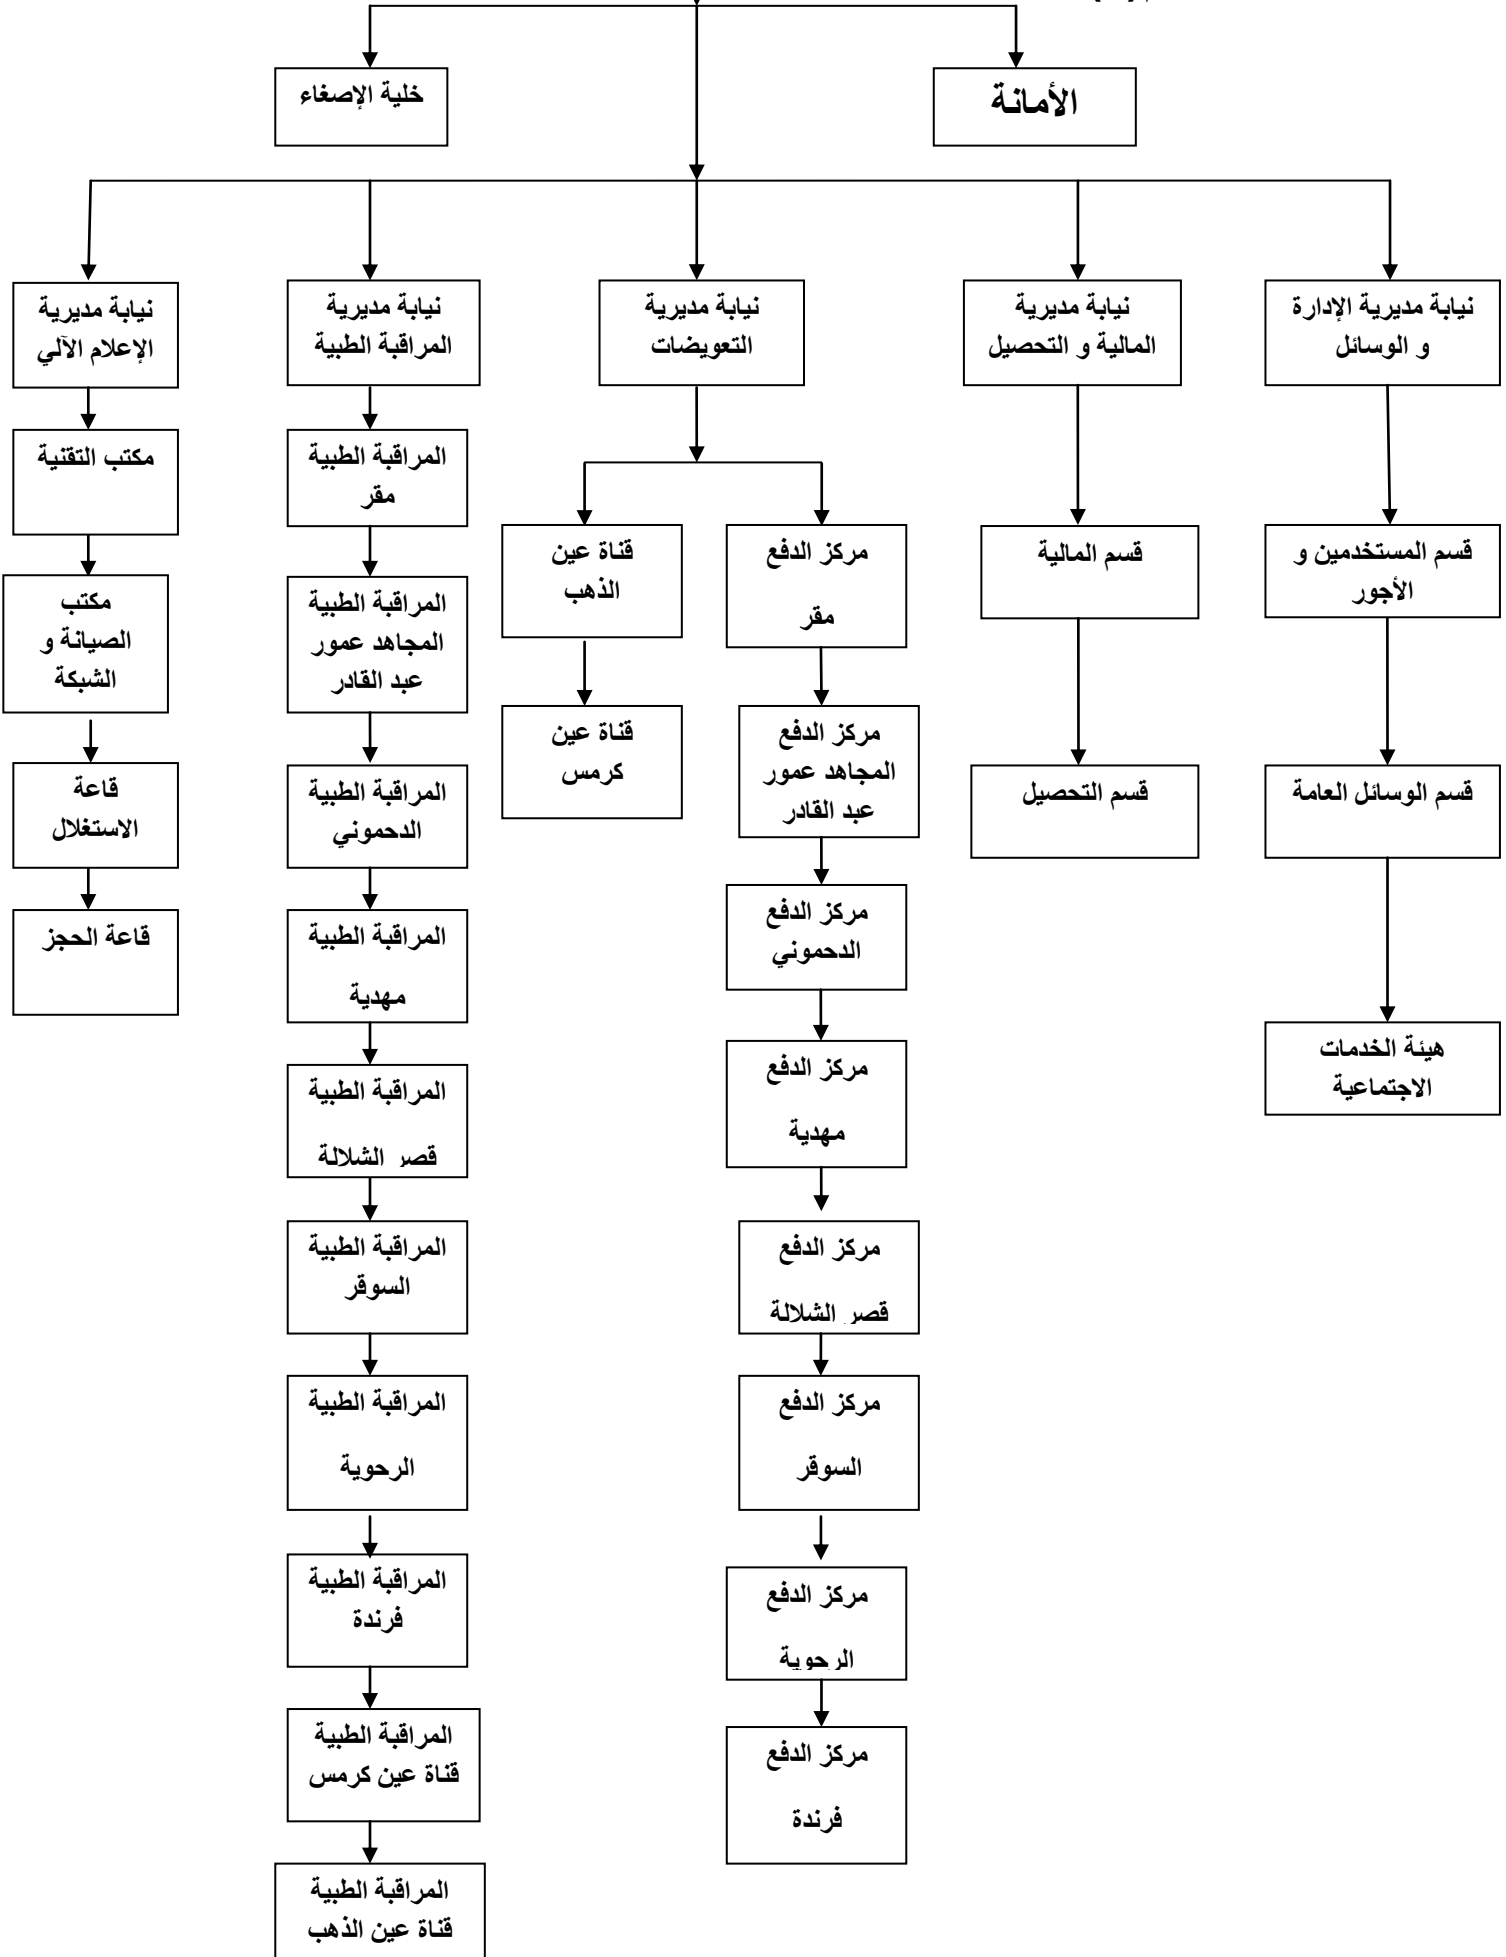 الأمانة
خلية الإصغاء
نيابة مديرية الإدارة
و الوسائل
نيابة مديرية
المالية و التحصيل
نيابة مديرية
التعويضات
نيابة مديرية
المراقبة الطبية
نيابة مديرية
الإعلام الآلي
قسم المستخدمين و
الأجور
قسم الوسائل العامة
هيئة الخدمات
الاجتماعية
قسم المالية
قسم التحصيل
مركز الدفع
مقر
مركز الدفع
المجاهد عمور
عبد القادر
مركز الدفع
الدحموني
مركز الدفع
مهدية
مركز الدفع
قصر الشلالة
مركز الدفع
السوقر
مركز الدفع
الرحوية
مركز الدفع
فرندة
قناة عين
الذهب
قناة عين
كرمس
المراقبة الطبية
مقر
المراقبة الطبية
المجاهد عمور
عبد القادر
المراقبة الطبية
الدحموني
المراقبة الطبية
مهدية
المراقبة الطبية
قصر الشلالة
المراقبة الطبية
السوقر
المراقبة الطبية
الرحوية
المراقبة الطبية
فرندة
المراقبة الطبية
قناة عين كرمس
المراقبة الطبية
قناة عين الذهب
مكتب التقنية
مكتب
الصيانة و
الشبكة
قاعة
الاستغلال
قاعة الحجز